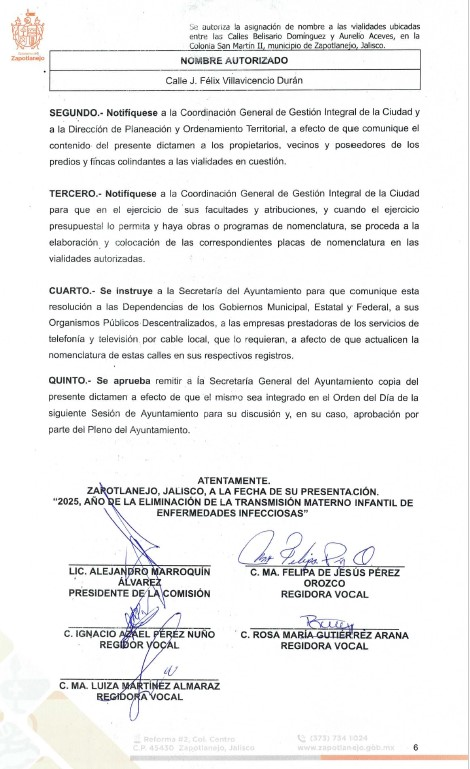 Se autoriza la asignación de nombre a las vialidades ubicadas
entre las Calles Belisario Domínguez y Aurelio Aceves, en la
Colonia San Martín II, municipio de Zapotlanejo, Jalisco.
Zapotlanejo
NOMBRE AUTORIZADO
Calle J. Félix Villavicencio Durán
SEGUNDO.- Notifíquese a la Coordinación General de Gestión Integral de la Ciudad y
a la Dirección de Planeación y Ordenamiento Territorial, a efecto de que comunique el
contenido del presente dictamen a los propietarios, vecinos y poseedores de los
predios y fincas colindantes a las vialidades en cuestión.
TERCERO.- Notifíquese a la Coordinación General de Gestión Integral de la Ciudad
para que en el ejercicio de sus facultades y atribuciones, y cuando el ejercicio
presupuestal lo permita y haya obras o programas de nomenclatura, se proceda a la
elaboración y colocación de las correspondientes placas de nomenclatura en las
vialidades autorizadas.
CUARTO.- Se instruye a la Secretaría del Ayuntamiento para que comunique esta
resolución a las Dependencias de los Gobiernos Municipal, Estatal y Federal, a sus
Organismos Públicos Descentralizados, a las empresas prestadoras de los servicios de
telefonía y televisión por cable local, que lo requieran, a afecto de que actualicen la
nomenclatura de estas calles en sus respectivos registros.
QUINTO.- Se aprueba remitir a la Secretaría General del Ayuntamiento copia del
presente dictamen a efecto de que el mismo sea integrado en el Orden del Día de la
siguiente Sesión de Ayuntamiento para su discusión y, en su caso, aprobación por
parte del Pleno del Ayuntamiento.
ATENTAMENTE.
ZAPOTLANEJO, JALISCO, A LA FECHA DE SU PRESENTACIÓN.
"2025, AÑO DE LA ELIMINACIÓN DE LA TRANSMISIÓN MATERNO INFANTIL DE
ENFERMEDADES INFECCIOSAS"
LIC. ALEJANDRO MARROQUÍN
ÁLVAREZ
PRESIDENTE DE LA COMISIÓN
C. MA. FELIPA DE JESÚS PÉREZ
OROZCO
REGIDORA VOCAL
C. IGNACIO AZAEL PÉREZ NUÑO
REGIDOR VOCAL
C. ROSA MARÍA GUTIÉRREZ ARANA
REGIDORA VOCAL
C. MA. LUIZA MARTÍNEZ ALMARAZ
REGIDORA VOCAL
Reforma #2, Col. Centro
C.P. 45430 Zapotlanejo, Jalisco
(373) 734 1024
www.zapotlanejo.gob.mx
6